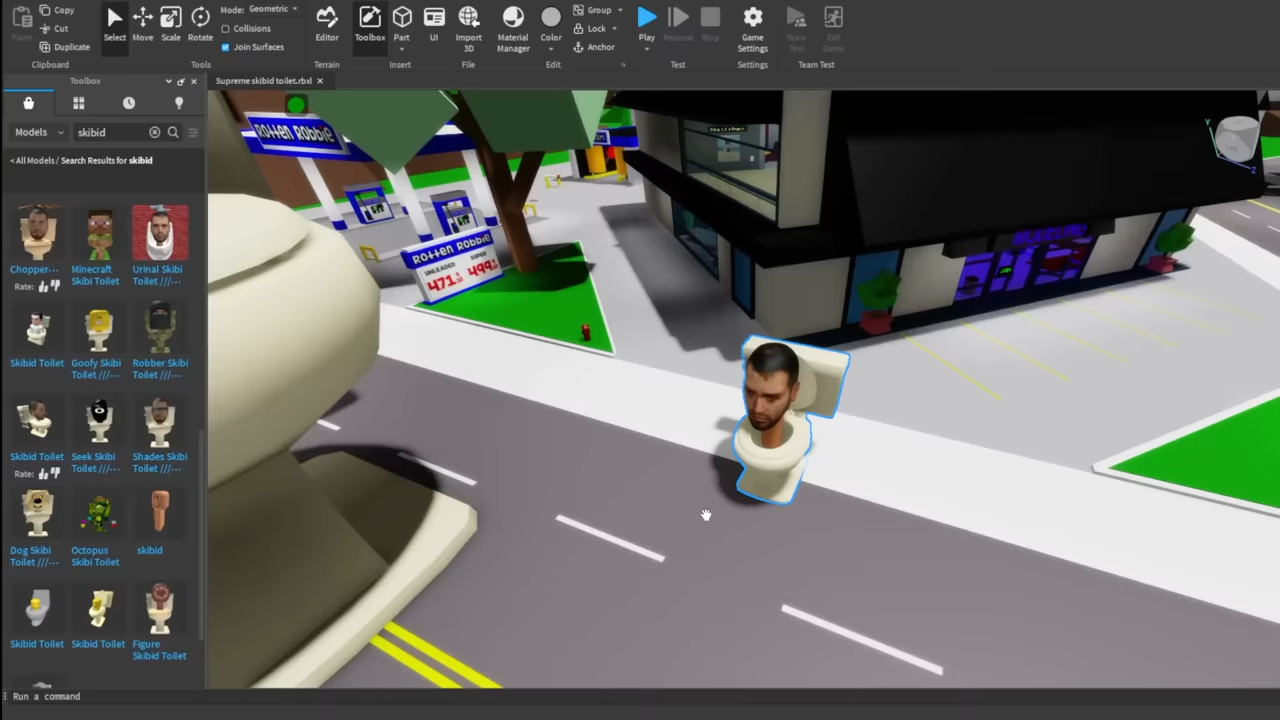 Paste
Copy
Cut
Duplicate
Clipboard
Select
Move
Scale
Rotate
Mode: Geometric
Collisions
Join Surfaces
Tools
Editor
Terrain
Toolbox
Part
UI
Insert
Import
3D
File
Material
Manager
Color
Group
Lock
Anchor
Edit
Play
Resume
Stop
Test
Game
Settings
Settings
Team
Test
Exit
Game
Team Test
Toolbox
Supreme skibid toilet.rbxl
Models
skibid
< All Models / Search Results for skibid
Chopper···
Minecraft
Skibi Toilet
Urinal Skibi
Toilet ///···
Rate:
Skibid Toilet
Goofy Skibi
Toilet ///···
Robber Skibi
Toilet ///···
Skibid Toilet
Seek Skibi
Toilet ///···
Shades Skibi
Toilet ///···
Rate:
Dog Skibi
Toilet ///···
Octopus
Skibi Toilet
skibid
Skibid Toilet
Skibid Toilet
Figure
Skibid Toilet
Rotten Robbie
Rotten Robbie
UNLEADED
SUPER
471
499
Y
Z
Run a command